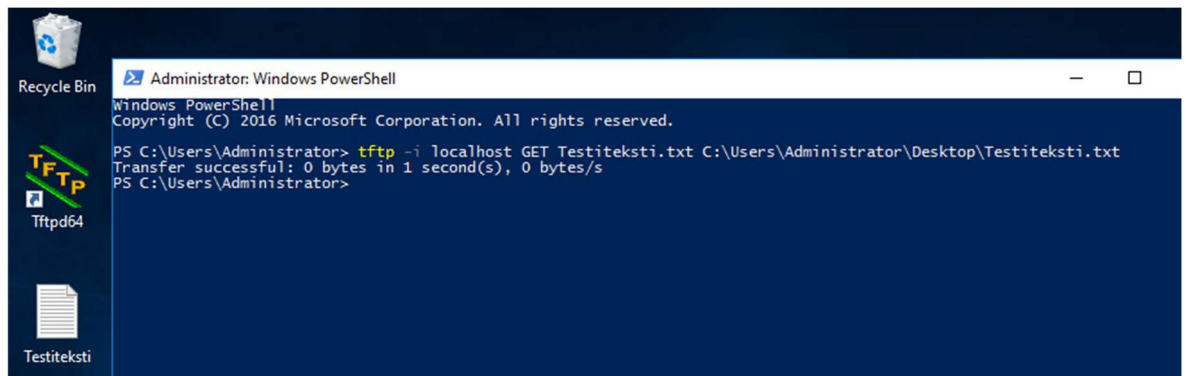 Recycle Bin
Administrator: Windows PowerShell
Windows PowerShell
Copyright (C) 2016 Microsoft Corporation. All rights reserved.
PS C:\Users\Administrator> tftp -i localhost GET Testiteksti.txt C:\Users\Administrator\Desktop\Testiteksti.txt
Transfer successful: 0 bytes in 1 second(s), 0 bytes/s
PS C:\Users\Administrator>
TFTP
Tftpd64
Testiteksti